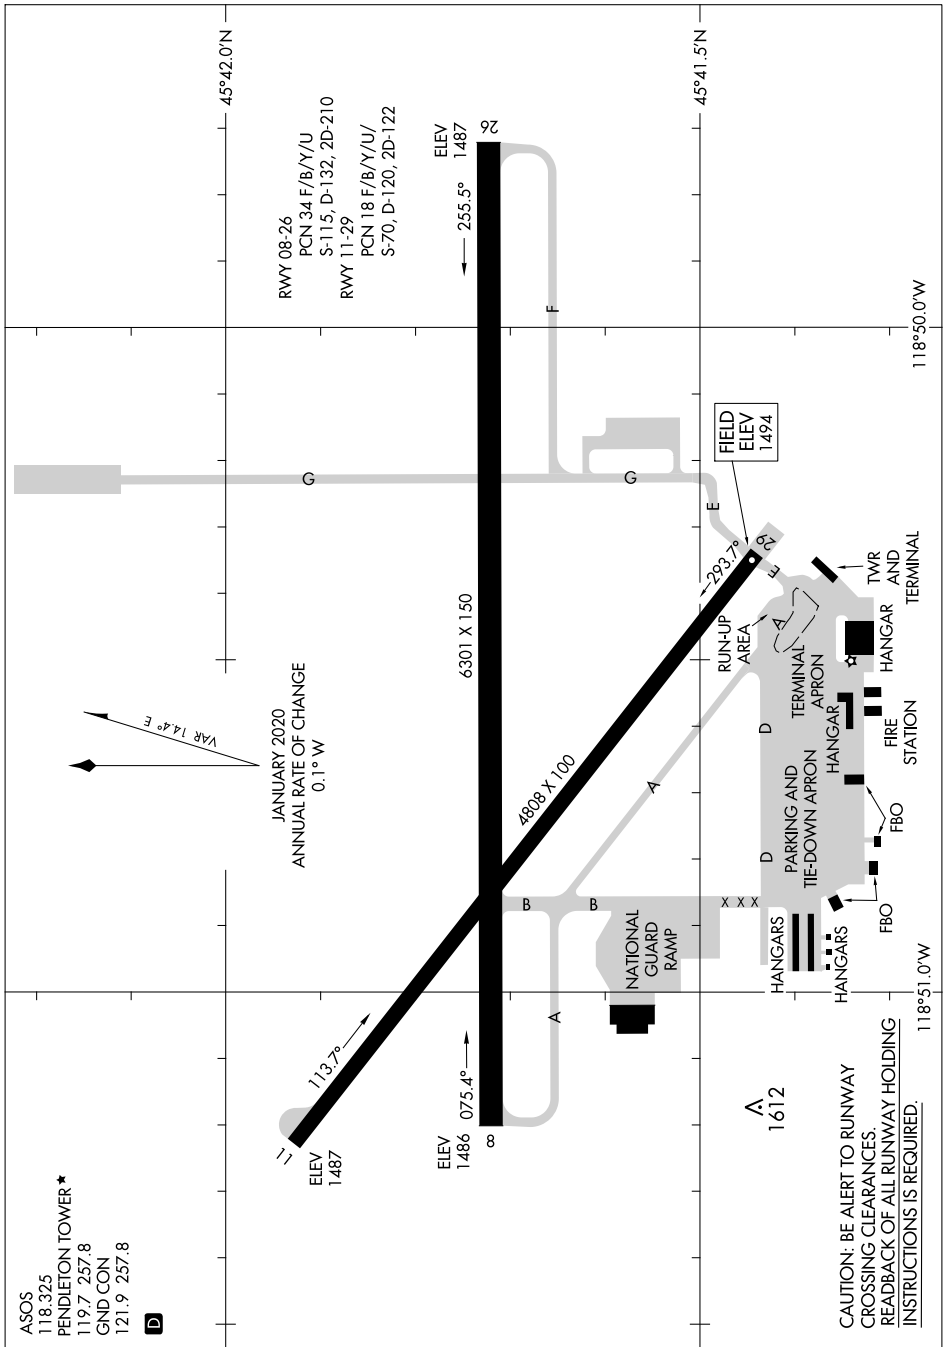 ASOS
118.325
PENDLETON TOWER★
119.7 257.8
GND CON
121.9 257.8
D
45°42.0'N
45°41.5'N
118°50.0'W
118°51.0'W
RWY 08-26
PCN 34 F/B/Y/U
S-115, D-132, 2D-210
RWY 11-29
PCN 18 F/B/Y/U/
S-70, D-120, 2D-122
VAR 14.4° E
JANUARY 2020
ANNUAL RATE OF CHANGE
0.1° W
11
ELEV
1487
113.7°
ELEV
1486
8
075.4°
6301 X 150
255.5°
ELEV
1487
26
4808 X 100
293.7°
29
FIELD
ELEV
1494
G
G
F
E
E
A
A
A
B
B
D
D
X X X
RUN-UP
AREA
TERMINAL
APRON
TWR
AND
TERMINAL
HANGAR
HANGAR
FIRE
STATION
PARKING AND
TIE-DOWN APRON
FBO
FBO
NATIONAL
GUARD
RAMP
HANGARS
HANGARS
1612
CAUTION: BE ALERT TO RUNWAY
CROSSING CLEARANCES.
READBACK OF ALL RUNWAY HOLDING
INSTRUCTIONS IS REQUIRED.